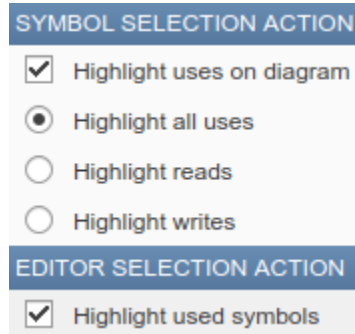 SYMBOL SELECTION ACTION
Highlight uses on diagram
Highlight all uses
Highlight reads
Highlight writes
EDITOR SELECTION ACTION
Highlight used symbols